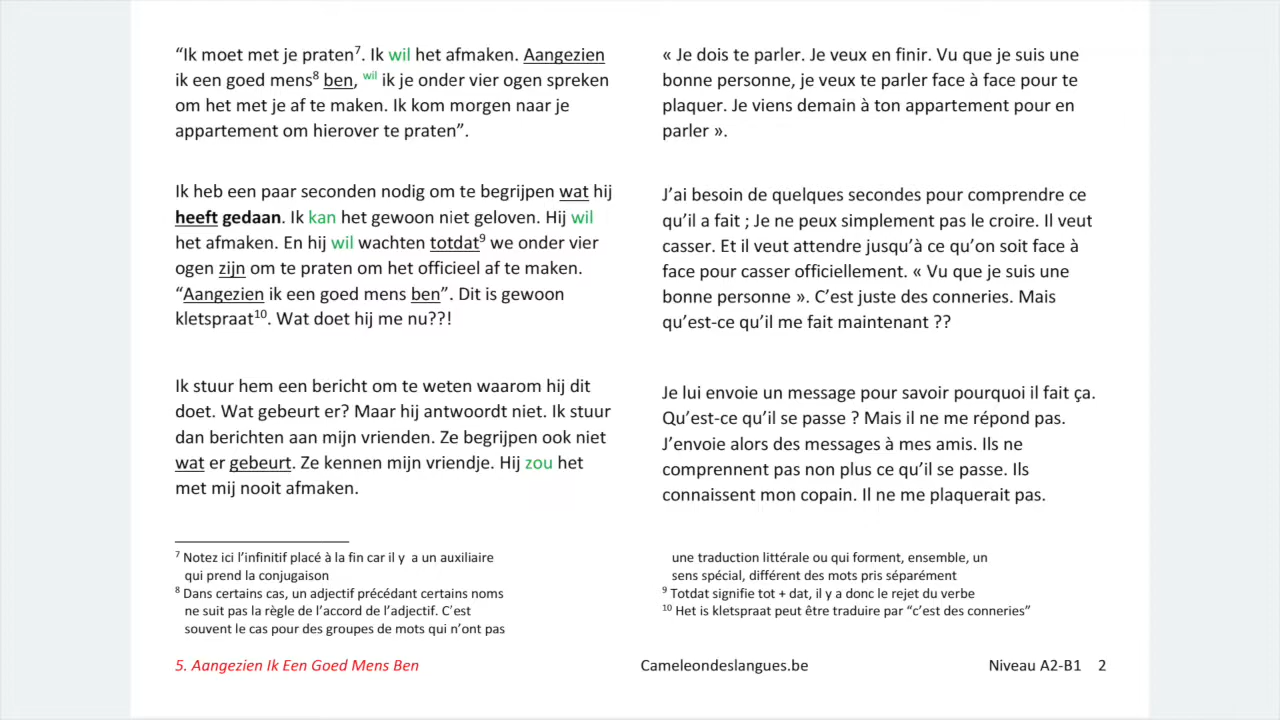 “Ik moet met je praten7. Ik wil het afmaken. Aangezien
ik een goed mens8 ben, wil ik je onder vier ogen spreken
om het met je af te maken. Ik kom morgen naar je
appartement om hierover te praten”.
Ik heb een paar seconden nodig om te begrijpen wat hij
heeft gedaan. Ik kan het gewoon niet geloven. Hij wil
het afmaken. En hij wil wachten totdat9 we onder vier
ogen zijn om te praten om het officieel af te maken.
“Aangezien ik een goed mens ben”. Dit is gewoon
kletspraat10. Wat doet hij me nu??!
Ik stuur hem een bericht om te weten waarom hij dit
doet. Wat gebeurt er? Maar hij antwoordt niet. Ik stuur
dan berichten aan mijn vrienden. Ze begrijpen ook niet
wat er gebeurt. Ze kennen mijn vriendje. Hij zou het
met mij nooit afmaken.
« Je dois te parler. Je veux en finir. Vu que je suis une
bonne personne, je veux te parler face à face pour te
plaquer. Je viens demain à ton appartement pour en
parler ».
J’ai besoin de quelques secondes pour comprendre ce
qu’il a fait ; Je ne peux simplement pas le croire. Il veut
casser. Et il veut attendre jusqu’à ce qu’on soit face à
face pour casser officiellement. « Vu que je suis une
bonne personne ». C’est juste des conneries. Mais
qu’est-ce qu’il me fait maintenant ??
Je lui envoie un message pour savoir pourquoi il fait ça.
Qu’est-ce qu’il se passe ? Mais il ne me répond pas.
J’envoie alors des messages à mes amis. Ils ne
comprennent pas non plus ce qu’il se passe. Ils
connaissent mon copain. Il ne me plaquerait pas.
7 Notez ici l’infinitif placé à la fin car il y a un auxiliaire
qui prend la conjugaison
8 Dans certains cas, un adjectif précédant certains noms
ne suit pas la règle de l’accord de l’adjectif. C’est
souvent le cas pour des groupes de mots qui n’ont pas
une traduction littérale ou qui forment, ensemble, un
sens spécial, différent des mots pris séparément
9 Totdat signifie tot + dat, il y a donc le rejet du verbe
10 Het is kletspraat peut être traduire par “c’est des conneries”
5. Aangezien Ik Een Goed Mens Ben
Cameleondeslangues.be
Niveau A2-B1 2